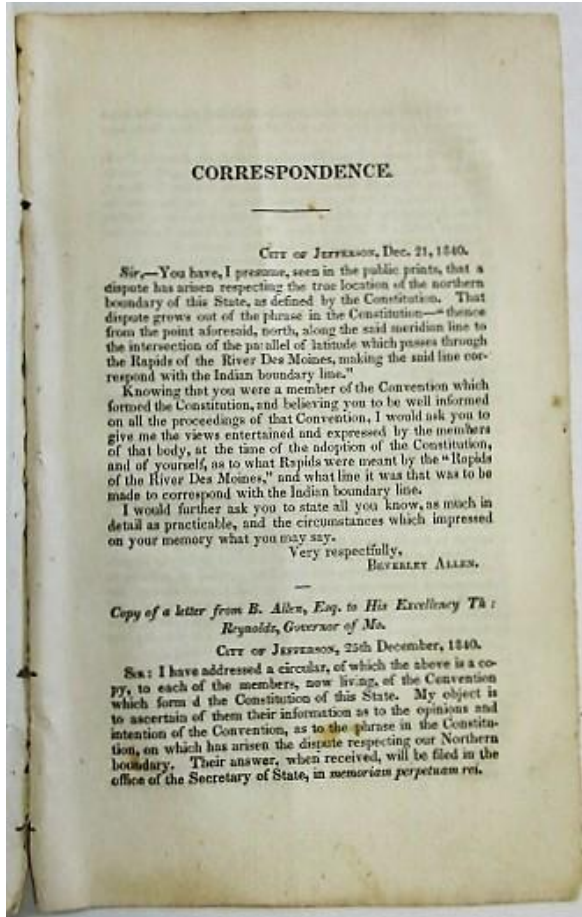 CORRESPONDENCE.
CITY OF JEFFERSON, Dec. 21, 1840.
Sir,—You have, I presume, seen in the public prints, that a
dispute has arisen respecting the true location of the northern
boundary of this State, as defined by the Constitution. That
dispute grows out of the phrase in the Constitution—"thence
from the point aforesaid, north, along the said meridian line to
the intersection of the parallel of latitude which passes through
the Rapids of the River Des Moines, making the said line cor-
respond with the Indian boundary line."
Knowing that you were a member of the Convention which
formed the Constitution, and believing you to be well informed
on all the proceedings of that Convention, I would ask you to
give me the views entertained and expressed by the members
of that body, at the time of the adoption of the Constitution,
and of yourself, as to what Rapids were meant by the "Rapids
of the River Des Moines," and what line it was that was to be
made to correspond with the Indian boundary line.
I would further ask you to state all you know, as much in
detail as practicable, and the circumstances which impressed
on your memory what you may say.
Very respectfully,
BEVERLEY ALLEN.
Copy of a letter from B. Allen, Esq. to His Excellency Th:
Reynolds, Governor of Mo.
CITY OF JEFFERSON, 25th December, 1840.
SIR: I have addressed a circular, of which the above is a co-
py, to each of the members, now living, of the Convention
which form d the Constitution of this State. My object is
to ascertain of them their information as to the opinions and
intention of the Convention, as to the phrase in the Constitu-
tion, on which has arisen the dispute respecting our Northern
boundary. Their answer, when received, will be filed in the
office of the Secretary of State, in memoriam perpetuam rei.